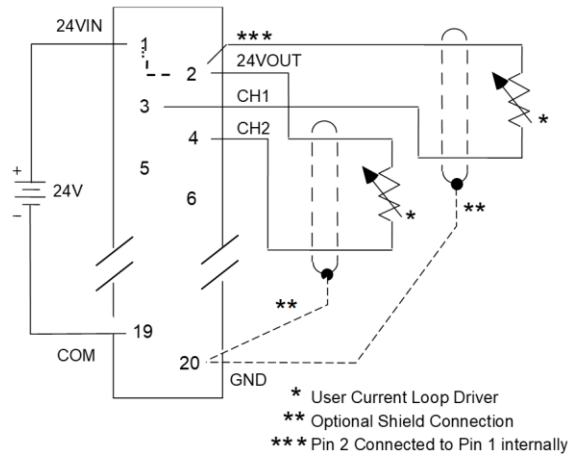 24VIN
1
***
24VOUT
2
3
CH1
CH2
4
*
5
+
24V
-
6
*
**
**
19
COM
20
GND
* User Current Loop Driver
** Optional Shield Connection
*** Pin 2 Connected to Pin 1 internally